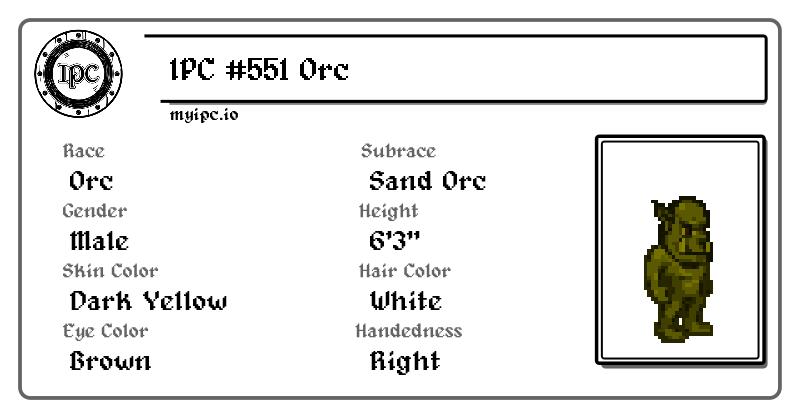 IPC
IPC #551 Orc
myipc.io
Race
Subrace
Orc
Sand Orc
Gender
Height
Male
6'3"
Skin Color
Hair Color
Dark Yellow
White
Eye Color
Handedness
Brown
Right